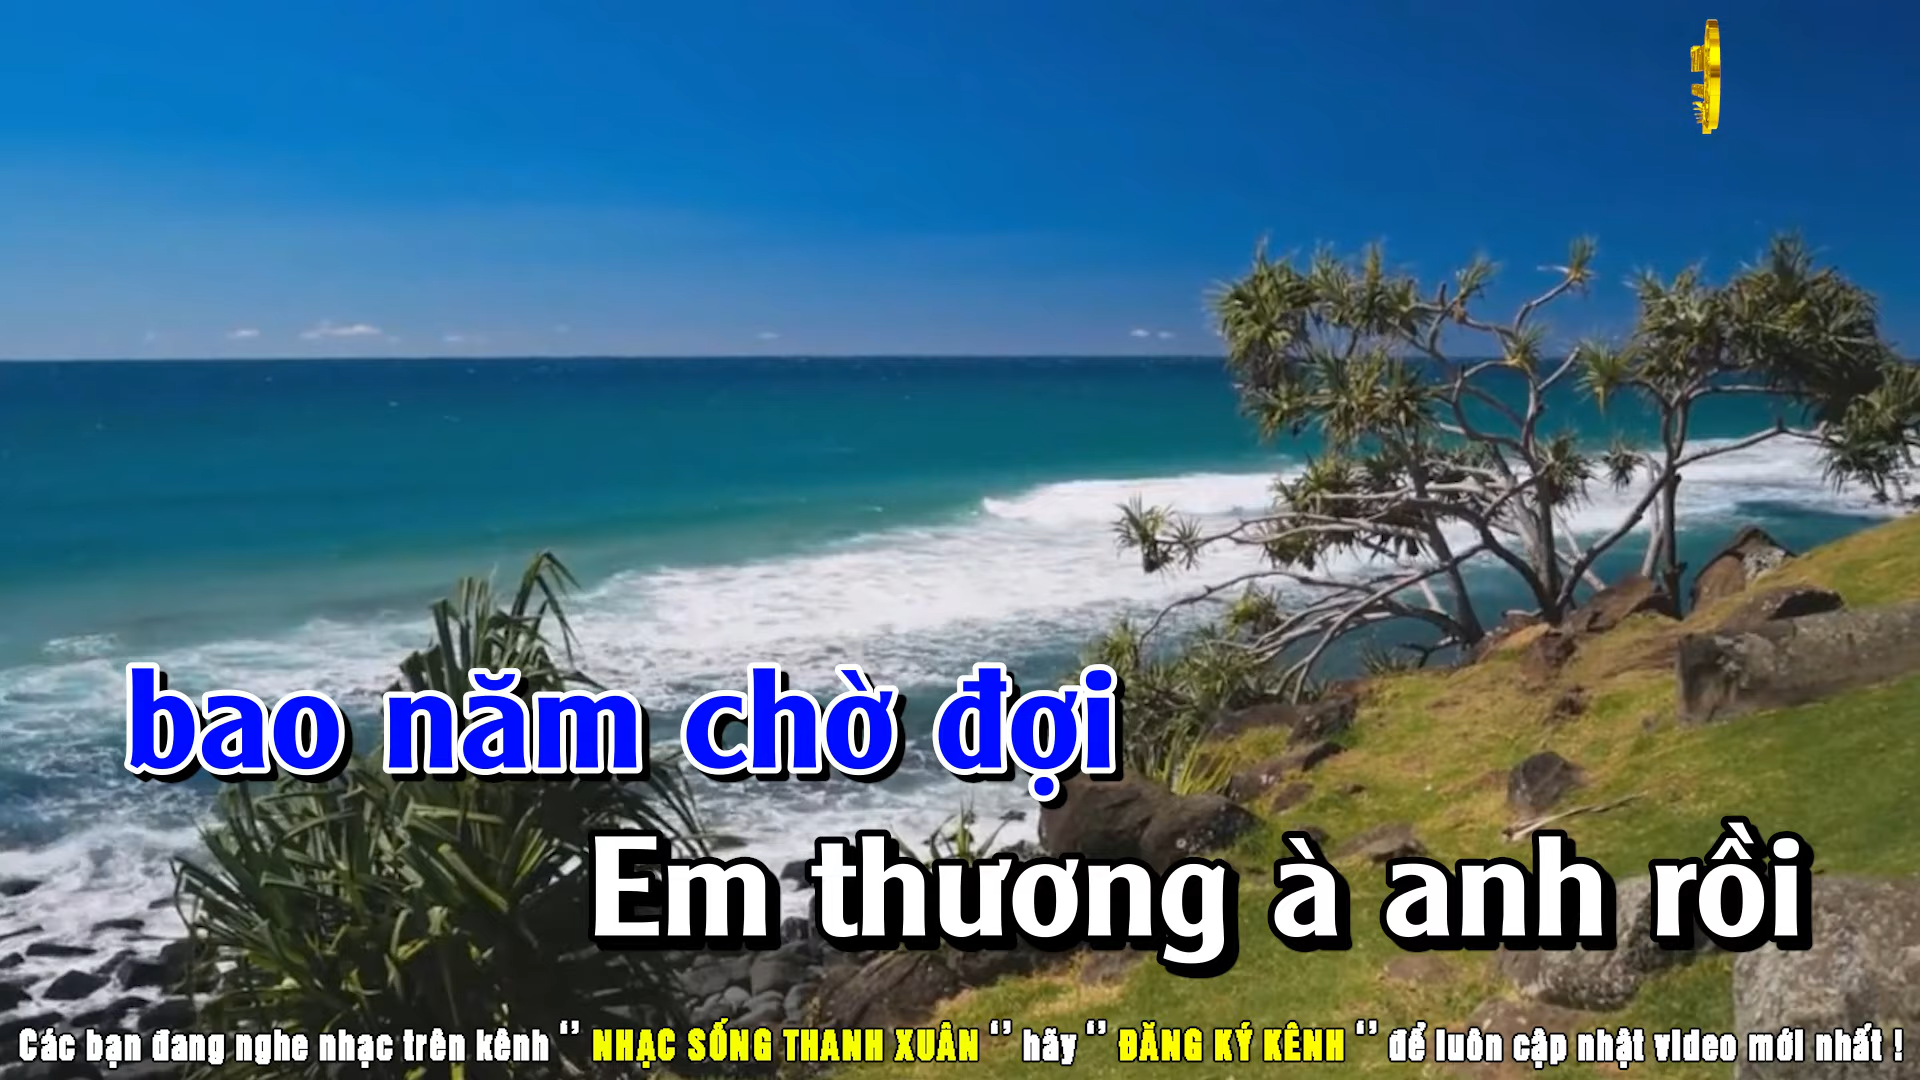 bao năm chờ đợi
Em thương à anh rồi
Các bạn đang nghe nhạc trên kênh “ NHẠC SỐNG THANH XUÂN “ hãy “ ĐĂNG KÝ KÊNH “ để luôn cập nhật video mới nhất !